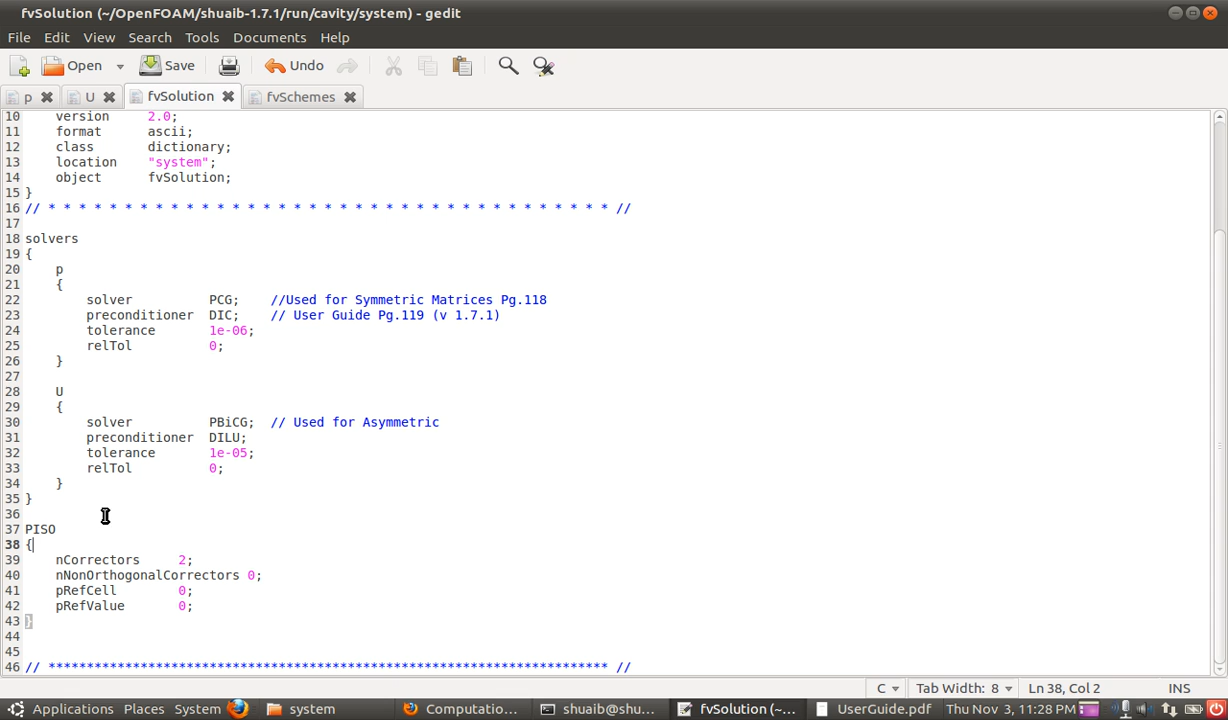 fvSolution (~/OpenFOAM/shuaib-1.7.1/run/cavity/system) - gedit
File Edit View Search Tools Documents Help
Open Save Undo
p U fvSolution fvSchemes
10 version 2.0;
11 format ascii;
12 class dictionary;
13 location "system";
14 object fvSolution;
15 }
16 // * * * * * * * * * * * * * * * * * * * * * * * * * * * * * * * * * * * * * //
17
18 solvers
19 {
20 p
21 {
22 solver PCG; //Used for Symmetric Matrices Pg.118
23 preconditioner DIC; // User Guide Pg.119 (v 1.7.1)
24 tolerance 1e-06;
25 relTol 0;
26 }
27
28 U
29 {
30 solver PBiCG; // Used for Asymmetric
31 preconditioner DILU;
32 tolerance 1e-05;
33 relTol 0;
34 }
35 }
36
37 PISO
38 {
39 nCorrectors 2;
40 nNonOrthogonalCorrectors 0;
41 pRefCell 0;
42 pRefValue 0;
43 }
44
45
46 // ************************************************************************* //
C Tab Width: 8 Ln 38, Col 2 INS
Applications Places System system Computatio... shuaib@shu... fvSolution (~... UserGuide.pdf Thu Nov 3, 11:28 PM